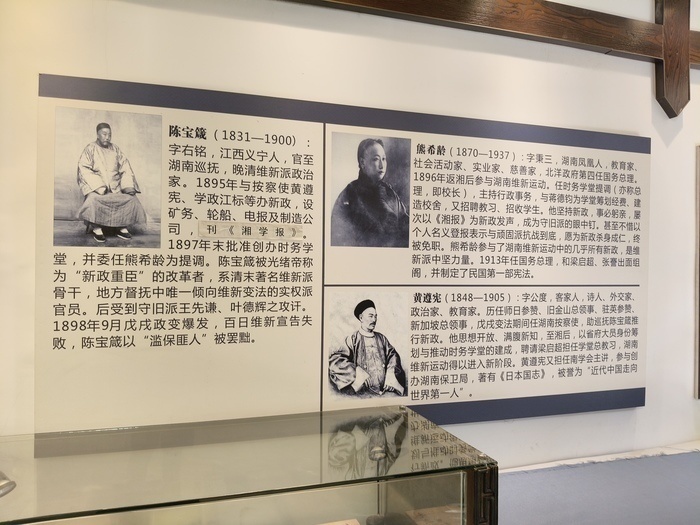 陈宝箴（1831—1900）：
字右铭，江西义宁人，官至
湖南巡抚，晚清维新派政治
家。1895年与按察使黄遵
宪、学政江标等办新政，设
矿务、轮船、电报及制造公
司，刊《湘学报》。
1897年末批准创办时务学
堂，并委任熊希龄为提调。陈宝箴被光绪帝称
为“新政重臣”的改革者，系清末著名维新派
骨干，地方督抚中唯一倾向维新变法的实权派
官员。后受到守旧派王先谦、叶德辉之攻讦。
1898年9月戊戌政变爆发，百日维新宣告失
败，陈宝箴以“滥保匪人”被罢黜。
熊希龄（1870—1937）：字秉三，湖南凤凰人，教育家、
社会活动家、实业家、慈善家，北洋政府第四任国务总理。
1896年返湘后参与湖南维新运动。任时务学堂提调（亦称总
理，即校长），主持行政事务，与蒋德钧为学堂筹划经费、建
造校舍，又招聘教习、招收学生。他坚持新政，事必躬亲，屡
次以《湘报》为新政发声，成为守旧派的眼中钉。甚至不惜以
个人名义登报表示与顽固派抗战到底，愿为新政杀身成仁，终
被免职。熊希龄参与了湖南维新运动中的几乎所有新政，是维
新派中坚力量。1913年任国务总理，和梁启超、张謇出面组
阁，并制定了民国第一部宪法。
黄遵宪（1848—1905）：字公度，客家人，诗人、外交家、
政治家、教育家。历任师日参赞、旧金山总领事、驻英参赞、
新加坡总领事，戊戌变法期间任湖南按察使，助巡抚陈宝箴推
行新政。他思想开放、满腹新知，至湘后，以省府大员身份筹
划与推动时务学堂的建成，聘请梁启超担任学堂总教习，湖南
维新运动得以进入新阶段。黄遵宪又担任南学会主讲，参与创
办湖南保卫局，著有《日本国志》，被誉为“近代中国走向
世界第一人”。